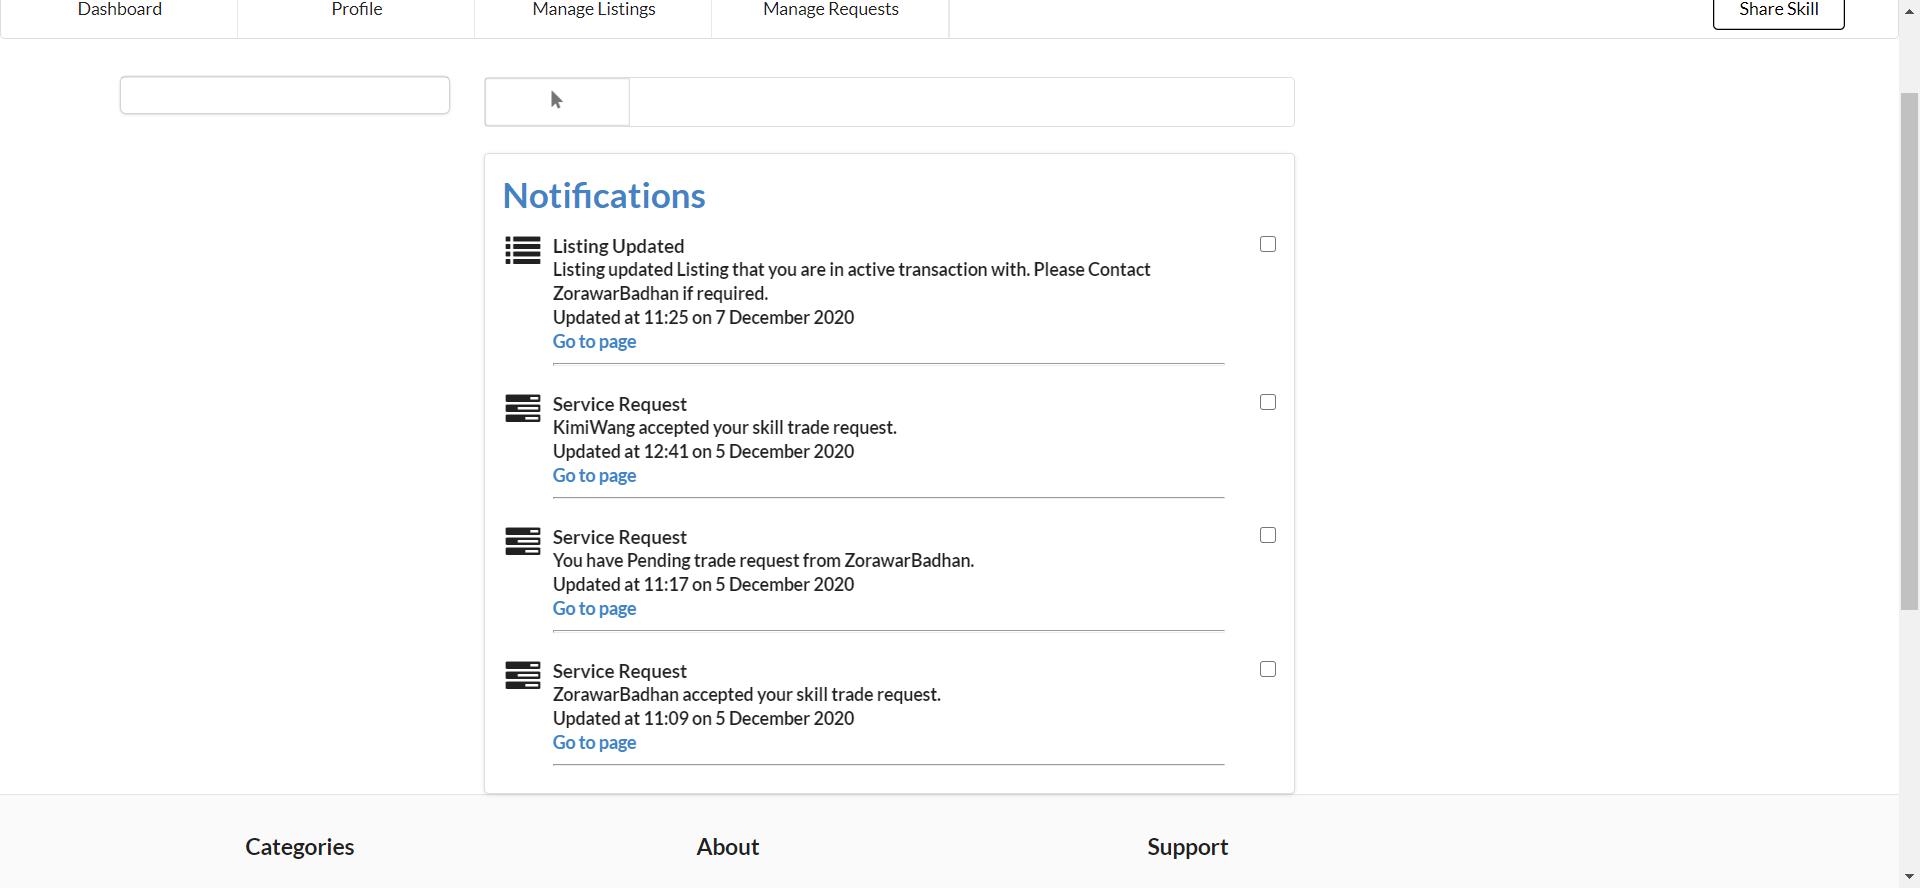 Dashboard
Profile
Manage Listings
Manage Requests
Share Skill
Notifications
Listing Updated
Listing updated Listing that you are in active transaction with. Please Contact
ZorawarBadhan if required.
Updated at 11:25 on 7 December 2020
Go to page
Service Request
KimiWang accepted your skill trade request.
Updated at 12:41 on 5 December 2020
Go to page
Service Request
You have Pending trade request from ZorawarBadhan.
Updated at 11:17 on 5 December 2020
Go to page
Service Request
ZorawarBadhan accepted your skill trade request.
Updated at 11:09 on 5 December 2020
Go to page
Categories
About
Support